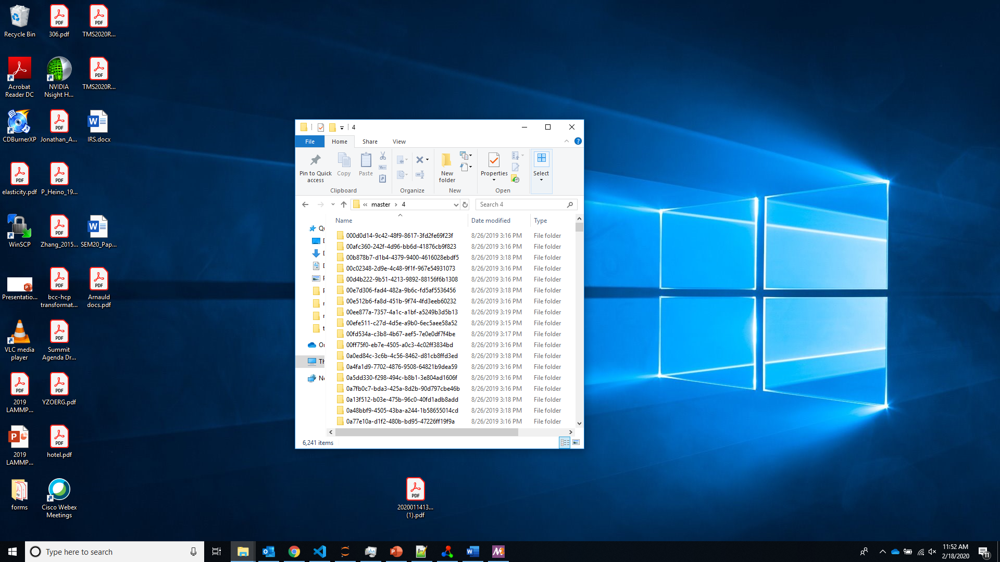 Recycle Bin
306.pdf
TMS2020R...
Acrobat
Reader DC
NVIDIA
Nsight H...
TMS2020R...
CDBurnerXP
Jonathan_A...
IRS.docx
elasticity.pdf
P_Heino_19...
WinSCP
Zhang_2015...
SEM20_Pap...
Presentatio...
bcc-hcp
transformat...
Arnauld
docs.pdf
VLC media
player
Summit
Agenda Dr...
2019
LAMMP...
YZOERG.pdf
2019
LAMMP...
hotel.pdf
forms
Cisco Webex
Meetings
2020011413...
(1).pdf
4
File
Home
Share
View
Pin to Quick
access
Copy
Paste
New
folder
Properties
Select
Clipboard
Organize
New
Open
« master > 4
Search 4
Name
Date modified
Type
000d0d14-9c42-48f9-8617-3fd2fe69f23f 8/26/2019 3:16 PM File folder
00afc360-242f-4d96-bb6d-41876cb9f823 8/26/2019 3:16 PM File folder
00b878b7-d1b4-4379-9400-4616028ebdf5 8/26/2019 3:18 PM File folder
00c02348-2d9e-4c48-9f1f-967e54931073 8/26/2019 3:16 PM File folder
00d4b222-9b51-4213-9892-88156f6b1308 8/26/2019 3:16 PM File folder
00e7d306-fad4-482a-9b6c-fd5af5536456 8/26/2019 3:18 PM File folder
00e512b6-fa8d-451b-9f74-4fd3eeb60232 8/26/2019 3:16 PM File folder
00ee877a-7357-4a1c-a1bf-a5249b3d5b13 8/26/2019 3:19 PM File folder
00efe511-c27d-4d5e-a9b0-6ec5aee58a52 8/26/2019 3:15 PM File folder
00fd534a-c3b8-4b67-aef5-7e0e0df7f4be 8/26/2019 3:17 PM File folder
00ff75f0-eb7e-4505-a0c3-4c02ff3834bd 8/26/2019 3:16 PM File folder
0a0ed84c-3c6b-4c56-8462-d81cb8ffd3ed 8/26/2019 3:18 PM File folder
0a4fa1d9-7702-4876-9508-64821b9dea59 8/26/2019 3:16 PM File folder
0a5dd330-f298-494c-b8b1-3e804ad1606f 8/26/2019 3:16 PM File folder
0a7fb0c7-bda3-425a-8d2b-90d797cbe46b 8/26/2019 3:16 PM File folder
0a13f512-b03e-475b-96c0-40fd1adb8add 8/26/2019 3:18 PM File folder
0a48bbf9-4505-43ba-a244-1b58655014cd 8/26/2019 3:18 PM File folder
0a77e10a-d1f2-480b-bd95-47226ff19f9a 8/26/2019 3:16 PM File folder
6,241 items
Type here to search
11:52 AM
2/18/2020
11